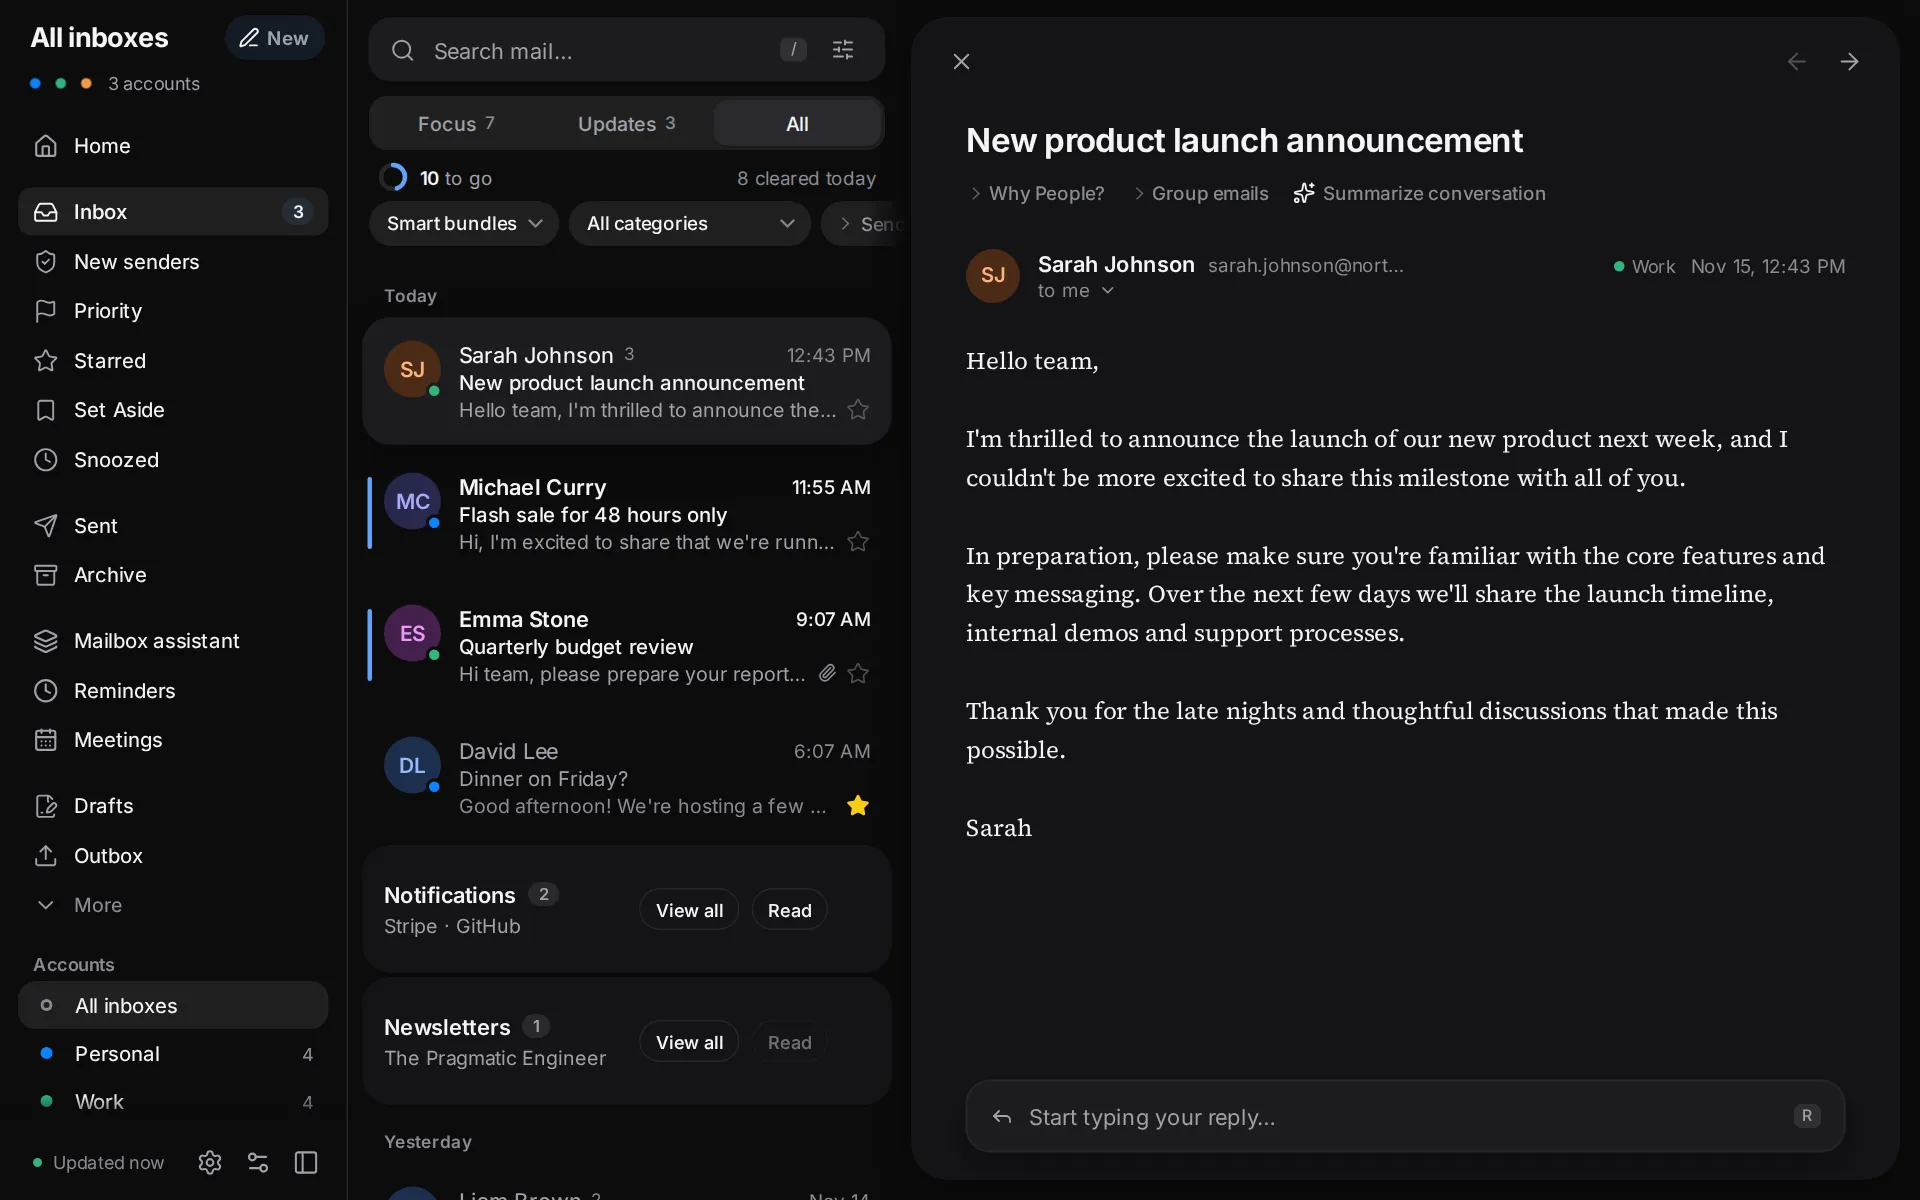 All inboxes
New
3 accounts
Home
Inbox 3
New senders
Priority
Starred
Set Aside
Snoozed
Sent
Archive
Mailbox assistant
Reminders
Meetings
Drafts
Outbox
More
Accounts
All inboxes
Personal 4
Work 4
Updated now
Search mail... /
Focus 7 Updates 3 All
10 to go 8 cleared today
Smart bundles All categories
Today
Sarah Johnson 3 12:43 PM
New product launch announcement
Hello team, I'm thrilled to announce the...
MC
SJ
Michael Curry 11:55 AM
Flash sale for 48 hours only
Hi, I'm excited to share that we're runn...
ES
Emma Stone 9:07 AM
Quarterly budget review
Hi team, please prepare your report...
DL
David Lee 6:07 AM
Dinner on Friday?
Good afternoon! We're hosting a few ...
Notifications 2
Stripe · GitHub
View all Read
Newsletters 1
The Pragmatic Engineer
View all Read
Yesterday
Liam Brown 2 Nov 14
New product launch announcement
Why People? Group emails Summarize conversation
SJ
Sarah Johnson sarah.johnson@nort...
to me
Work Nov 15, 12:43 PM
Hello team,
I'm thrilled to announce the launch of our new product next week, and I
couldn't be more excited to share this milestone with all of you.
In preparation, please make sure you're familiar with the core features and
key messaging. Over the next few days we'll share the launch timeline,
internal demos and support processes.
Thank you for the late nights and thoughtful discussions that made this
possible.
Sarah
Start typing your reply... R